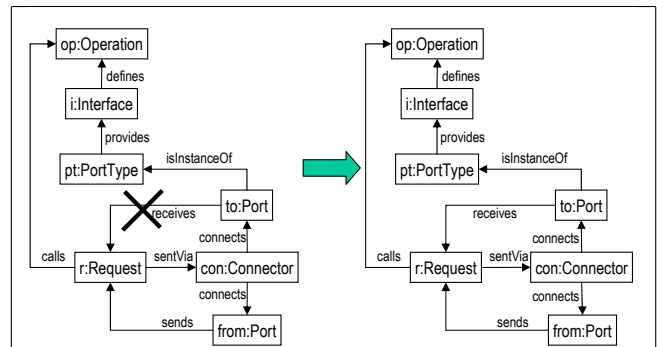 op:Operation
defines
i:Interface
provides
isInstanceOf
pt:PortType
to:Port
receives
connects
calls
r:Request
sentVia
con:Connector
connects
sends
from:Port
op:Operation
defines
i:Interface
provides
isInstanceOf
pt:PortType
to:Port
receives
connects
calls
r:Request
sentVia
con:Connector
connects
sends
from:Port